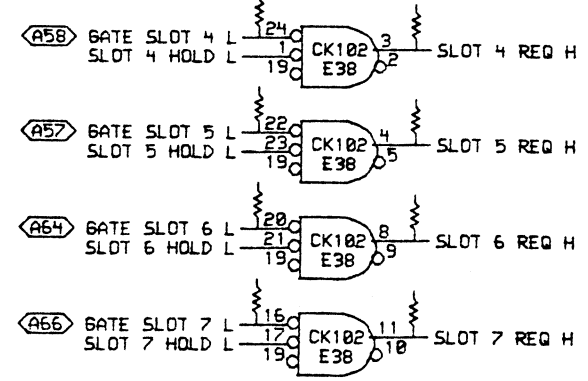 24
A58 GATE SLOT 4 L
1 CK102 3 SLOT 4 REQ H
SLOT 4 HOLD L
19 E38 2
22
A57 GATE SLOT 5 L
23 CK102 4 SLOT 5 REQ H
SLOT 5 HOLD L
19 E38 5
20
A64 GATE SLOT 6 L
21 CK102 8 SLOT 6 REQ H
SLOT 6 HOLD L
19 E38 9
16
A66 GATE SLOT 7 L
17 CK102 11 SLOT 7 REQ H
SLOT 7 HOLD L
19 E38 10